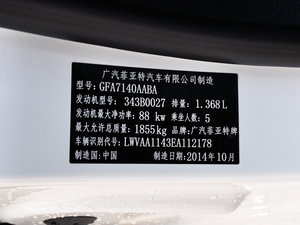 广汽菲亚特汽车有限公司制造
型号: GFA7140AABA
发动机型号: 343B0027 排量: 1.368L
发动机最大净功率: 88 kw 乘坐人数: 5
最大允许总质量: 1855kg 品牌: 广汽菲亚特牌
车辆识别代号: LWVAA1143EA112178
制造国: 中国 制造日期: 2014年10月